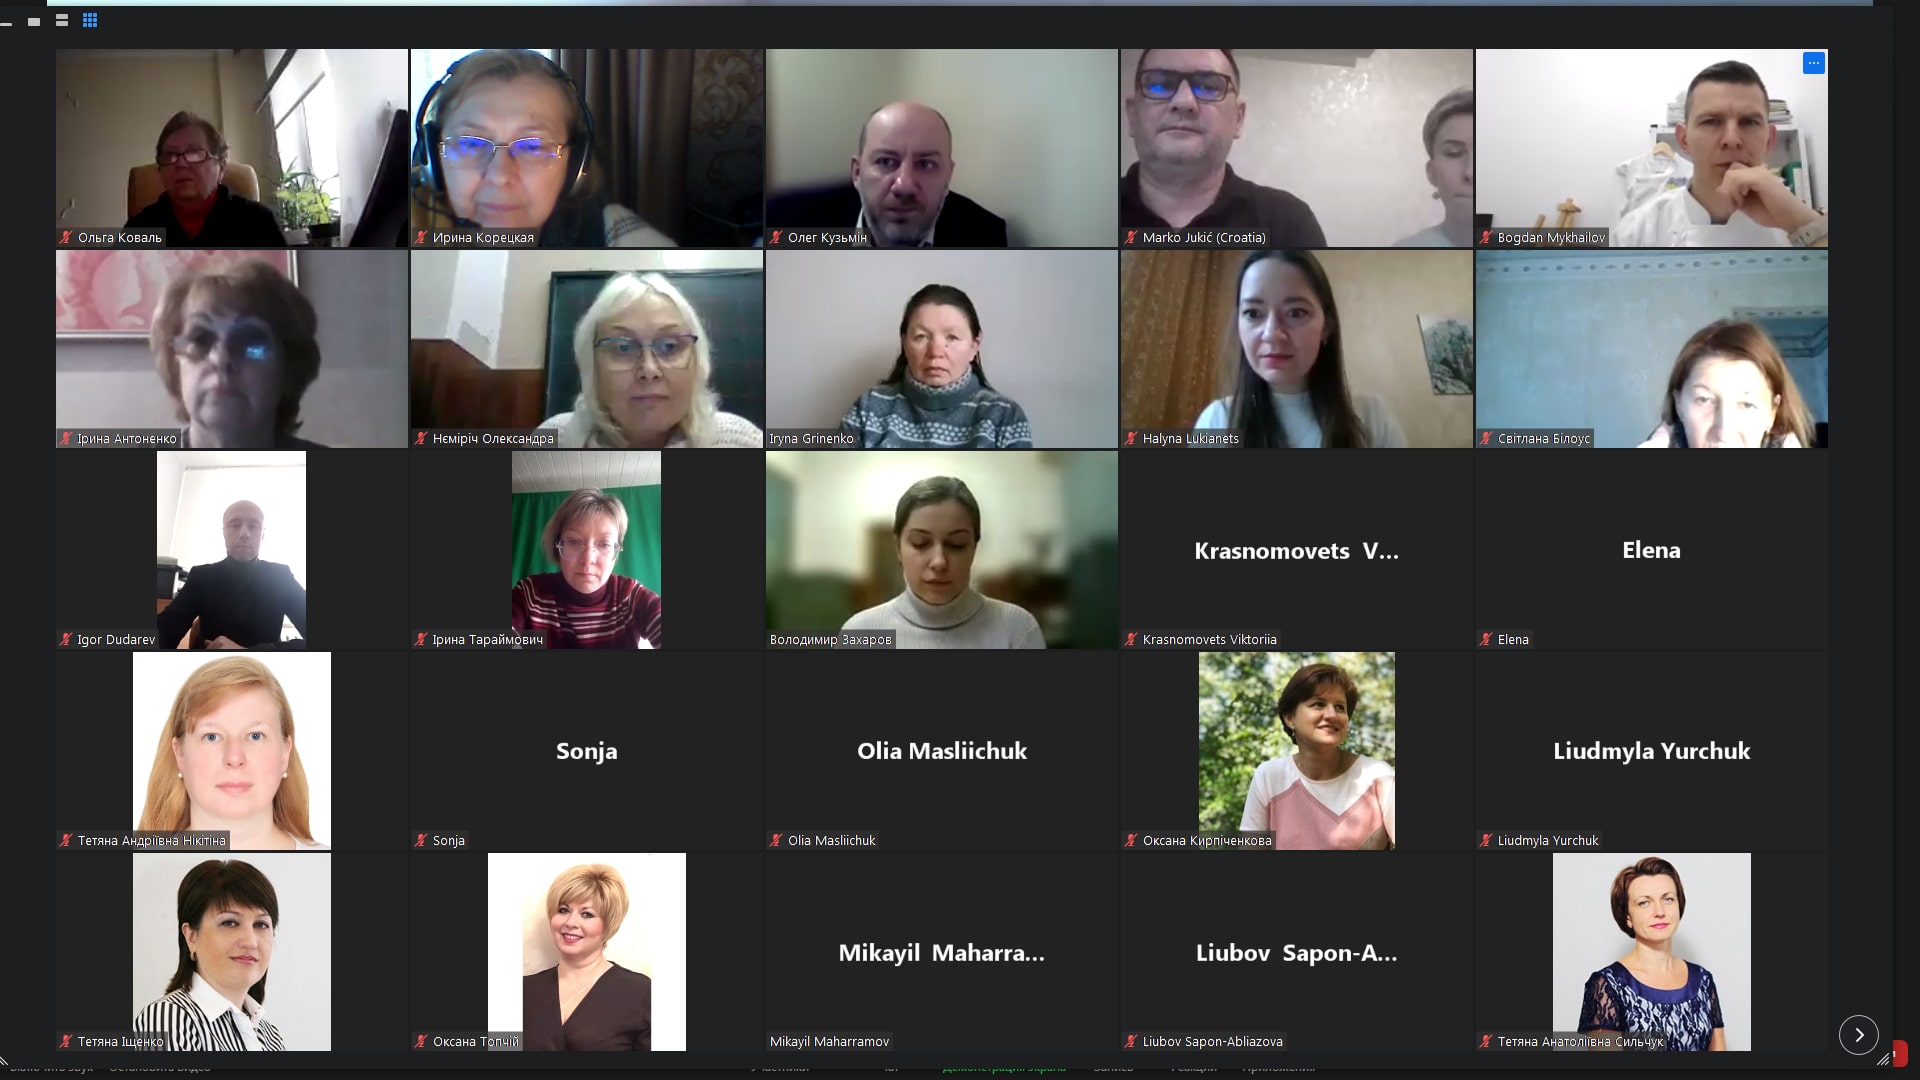 Ольга Коваль
Ирина Корецкая
Олег Кузьмін
Marko Jukić (Croatia)
Bogdan Mykhailov
Ірина Антоненко
Нєміріч Олександра
Iryna Grinenko
Halyna Lukianets
Світлана Білоус
Igor Dudarev
Ірина Тараймович
Володимир Захаров
Krasnomovets V...
Krasnomovets Viktoriia
Elena
Elena
Тетяна Андріївна Нікітіна
Sonja
Sonja
Olia Masliichuk
Olia Masliichuk
Оксана Кирпіченкова
Liudmyla Yurchuk
Liudmyla Yurchuk
Тетяна Іщенко
Оксана Топчій
Mikayil Maharra...
Mikayil Maharramov
Liubov Sapon-A...
Liubov Sapon-Abliazova
Тетяна Анатоліївна Сильчук